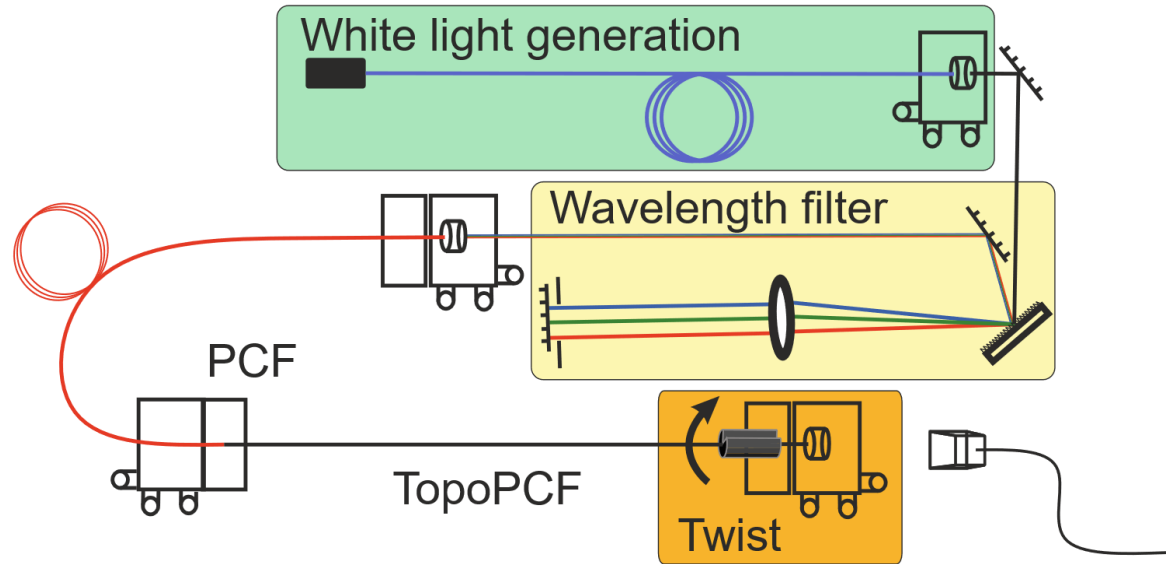 White light generation
Wavelength filter
PCF
TopoPCF
Twist